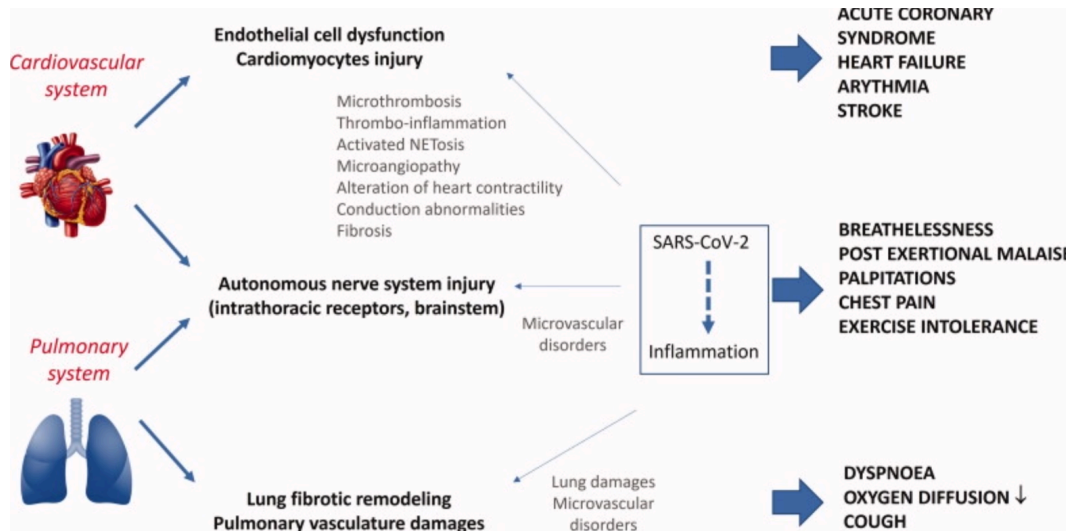 Cardiovascular
system
Endothelial cell dysfunction
Cardiomyocytes injury
Microthrombosis
Thrombo-inflammation
Activated NETosis
Microangiopathy
Alteration of heart contractility
Conduction abnormalities
Fibrosis
ACUTE CORONARY
SYNDROME
HEART FAILURE
ARYTHMIA
STROKE
Autonomous nerve system injury
(intrathoracic receptors, brainstem)
Microvascular
disorders
SARS-CoV-2
Inflammation
BREATHELESSNESS
POST EXERTIONAL MALAISE
PALPITATIONS
CHEST PAIN
EXERCISE INTOLERANCE
Pulmonary
system
Lung fibrotic remodeling
Pulmonary vasculature damages
Lung damages
Microvascular
disorders
DYSPNOEA
OXYGEN DIFFUSION ↓
COUGH